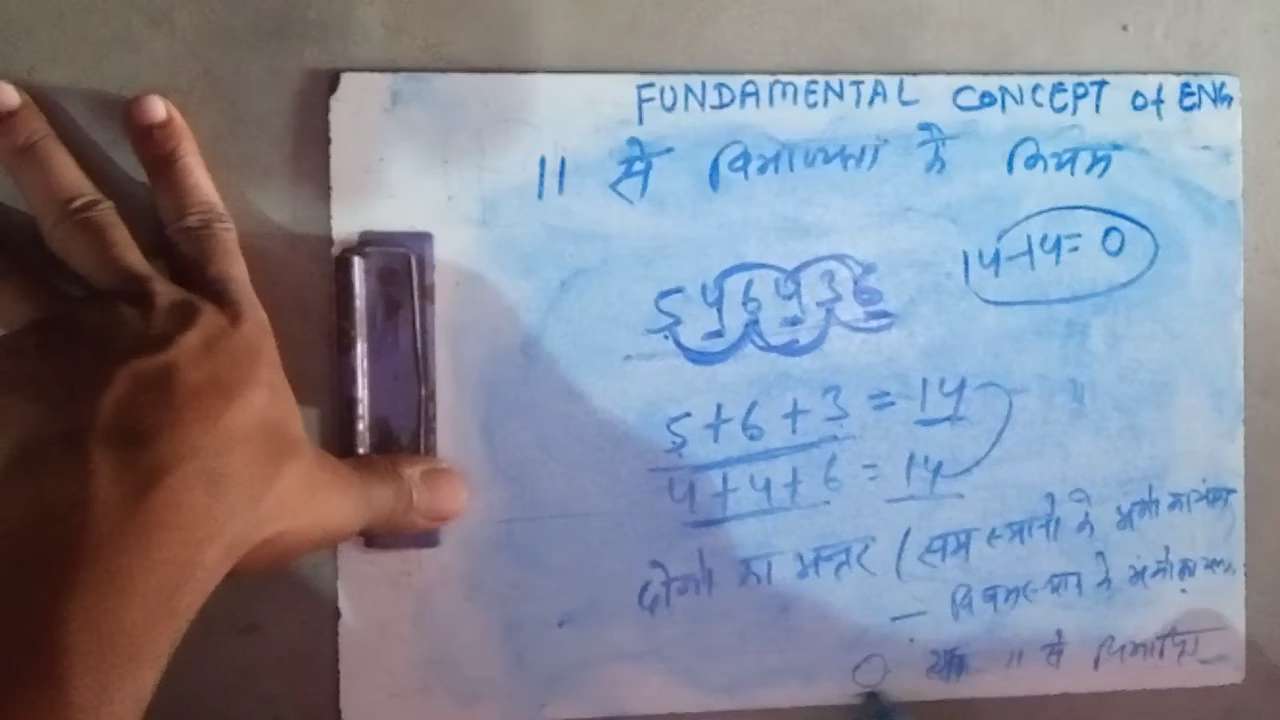 FUNDAMENTAL CONCEPT of ENG
11 से विभाज्यता के नियम
14-14=0
546436
5+6+3=14
4+4+6=14
दोनो का अन्तर (सम स्थानो के अंको का योग
- विषम स्थान के अंको का
0 या 11 से विभाजित